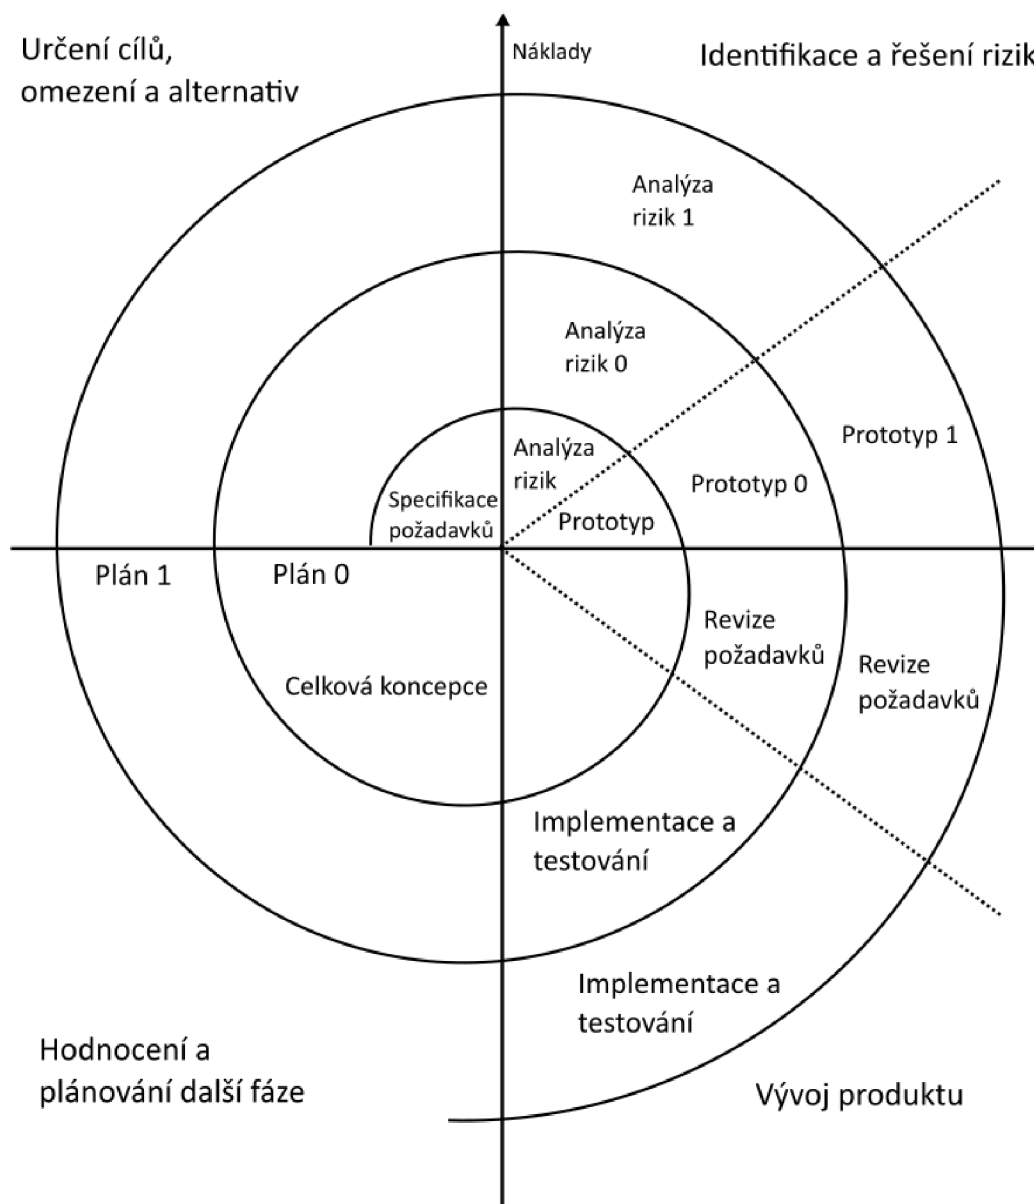 Určení cílů,
omezení a alternativ
Náklady
Identifikace a řešení rizik
Analýza
rizik 1
Analýza
rizik 0
Prototyp 1
Analýza
rizik
Prototyp 0
Specifikace
požadavků
Prototyp
Plán 1
Plán 0
Revize
požadavků
Revize
požadavků
Celková koncepce
Implementace a
testování
Implementace a
testování
Hodnocení a
plánování další fáze
Vývoj produktu